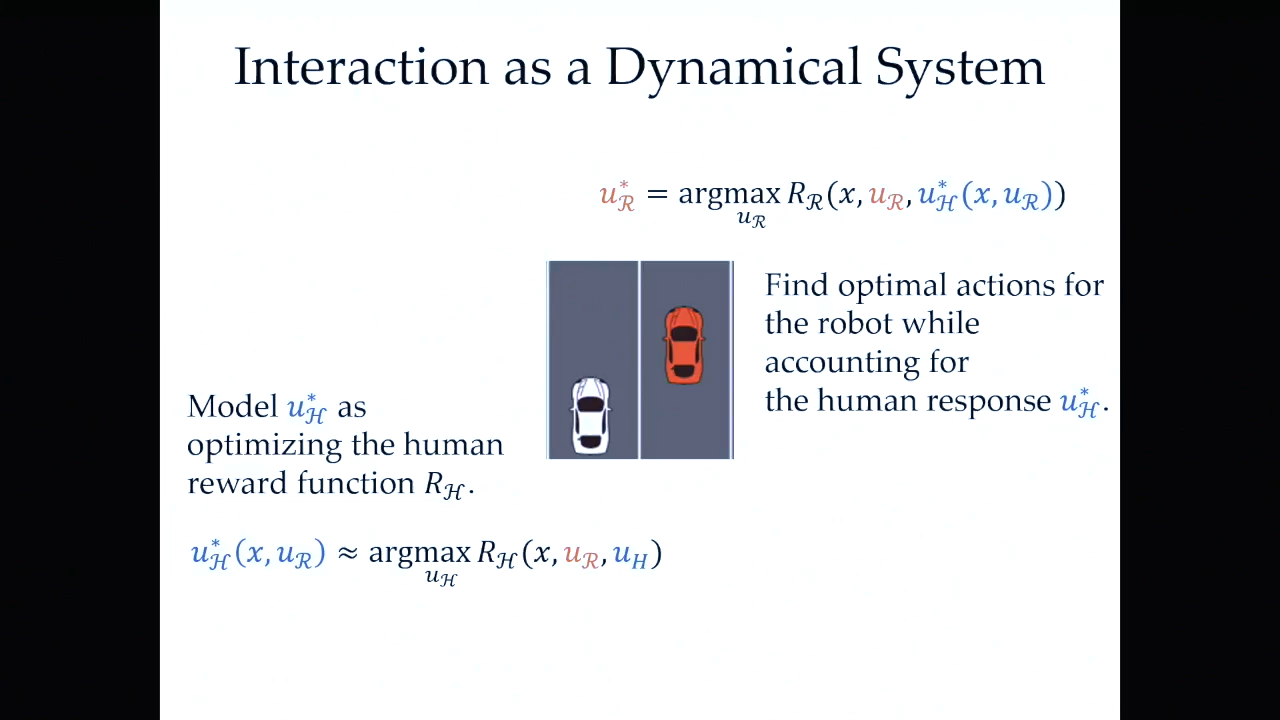 Interaction as a Dynamical System
u*_ℛ = argmax_{u_ℛ} R_ℛ(x, u_ℛ, u*_ℋ(x, u_ℛ))
Find optimal actions for
the robot while
accounting for
the human response u*_ℋ.
Model u*_ℋ as
optimizing the human
reward function R_ℋ.
u*_ℋ(x, u_ℛ) ≈ argmax_{u_ℋ} R_ℋ(x, u_ℛ, u_H)